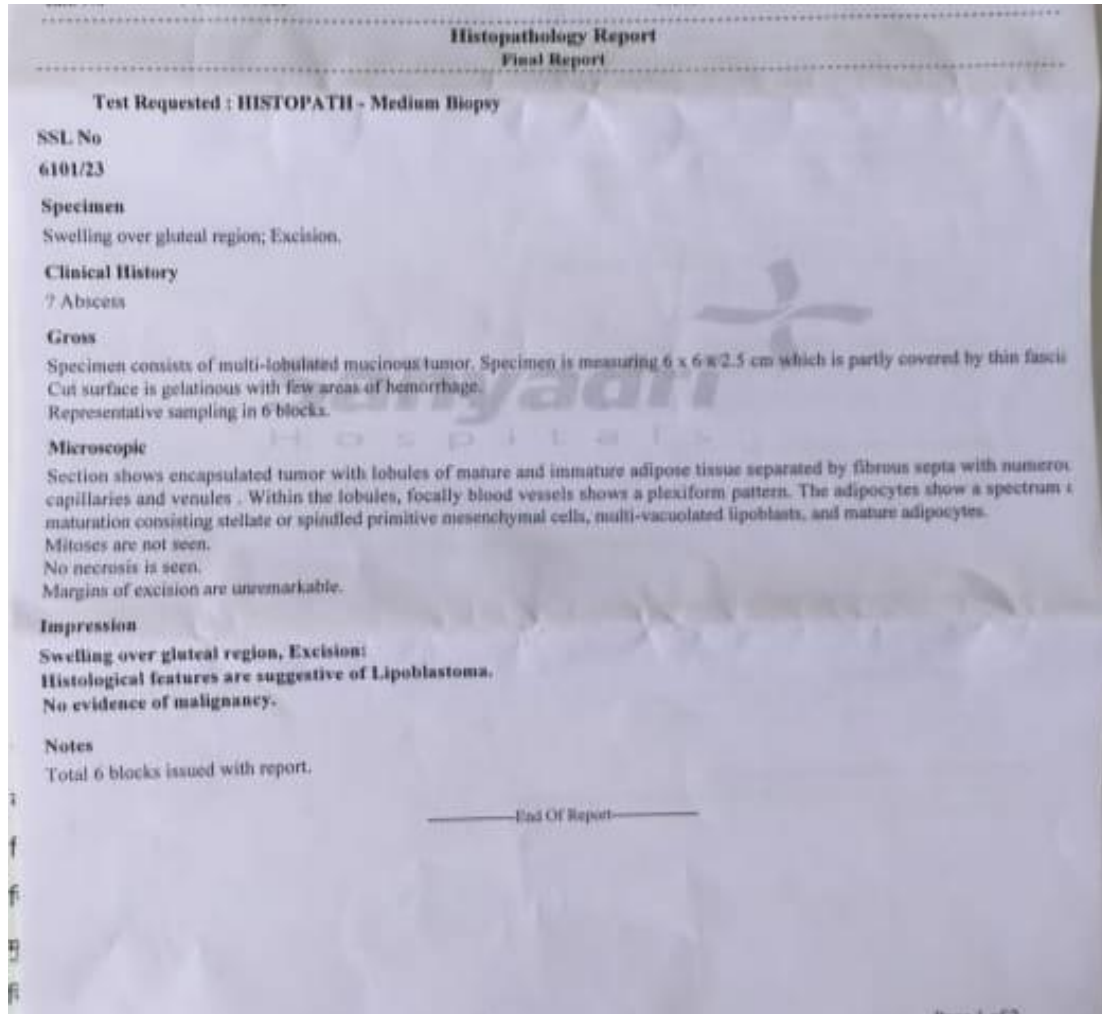 Histopathology Report
Final Report
Test Requested : HISTOPATH - Medium Biopsy
SSL No
6101/23
Specimen
Swelling over gluteal region; Excision.
Clinical History
? Abscess
Gross
Specimen consists of multi-lobulated mucinous tumor. Specimen is measuring 6 x 6 x 2.5 cm which is partly covered by thin fascia
Cut surface is gelatinous with few areas of hemorrhage.
Representative sampling in 6 blocks.
Hospitals
Microscopic
Section shows encapsulated tumor with lobules of mature and immature adipose tissue separated by fibrous septa with numerou
capillaries and venules . Within the lobules, focally blood vessels shows a plexiform pattern. The adipocytes show a spectrum
maturation consisting stellate or spindled primitive mesenchymal cells, multi-vacuolated lipoblasts, and mature adipocytes.
Mitoses are not seen.
No necrosis is seen.
Margins of excision are unremarkable.
Impression
Swelling over gluteal region, Excision:
Histological features are suggestive of Lipoblastoma.
No evidence of malignancy.
Notes
Total 6 blocks issued with report.
End Of Report